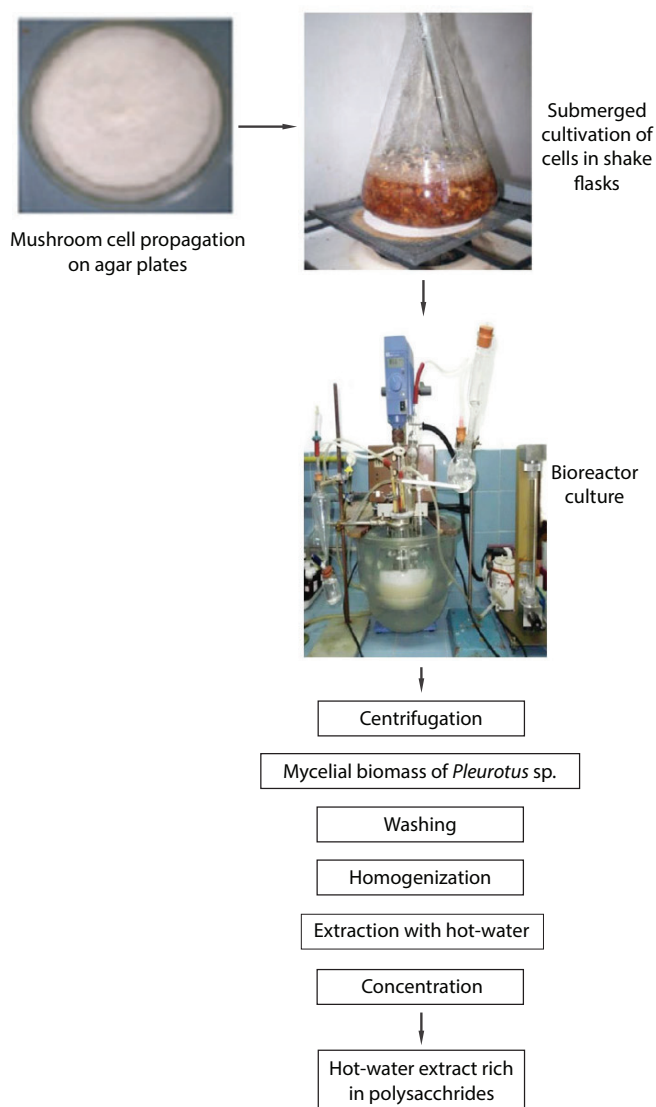 Mushroom cell propagation
on agar plates
Submerged
cultivation of
cells in shake
flasks
Bioreactor
culture
Centrifugation
Mycelial biomass of Pleurotus sp.
Washing
Homogenization
Extraction with hot-water
Concentration
Hot-water extract rich
in polysacchrides